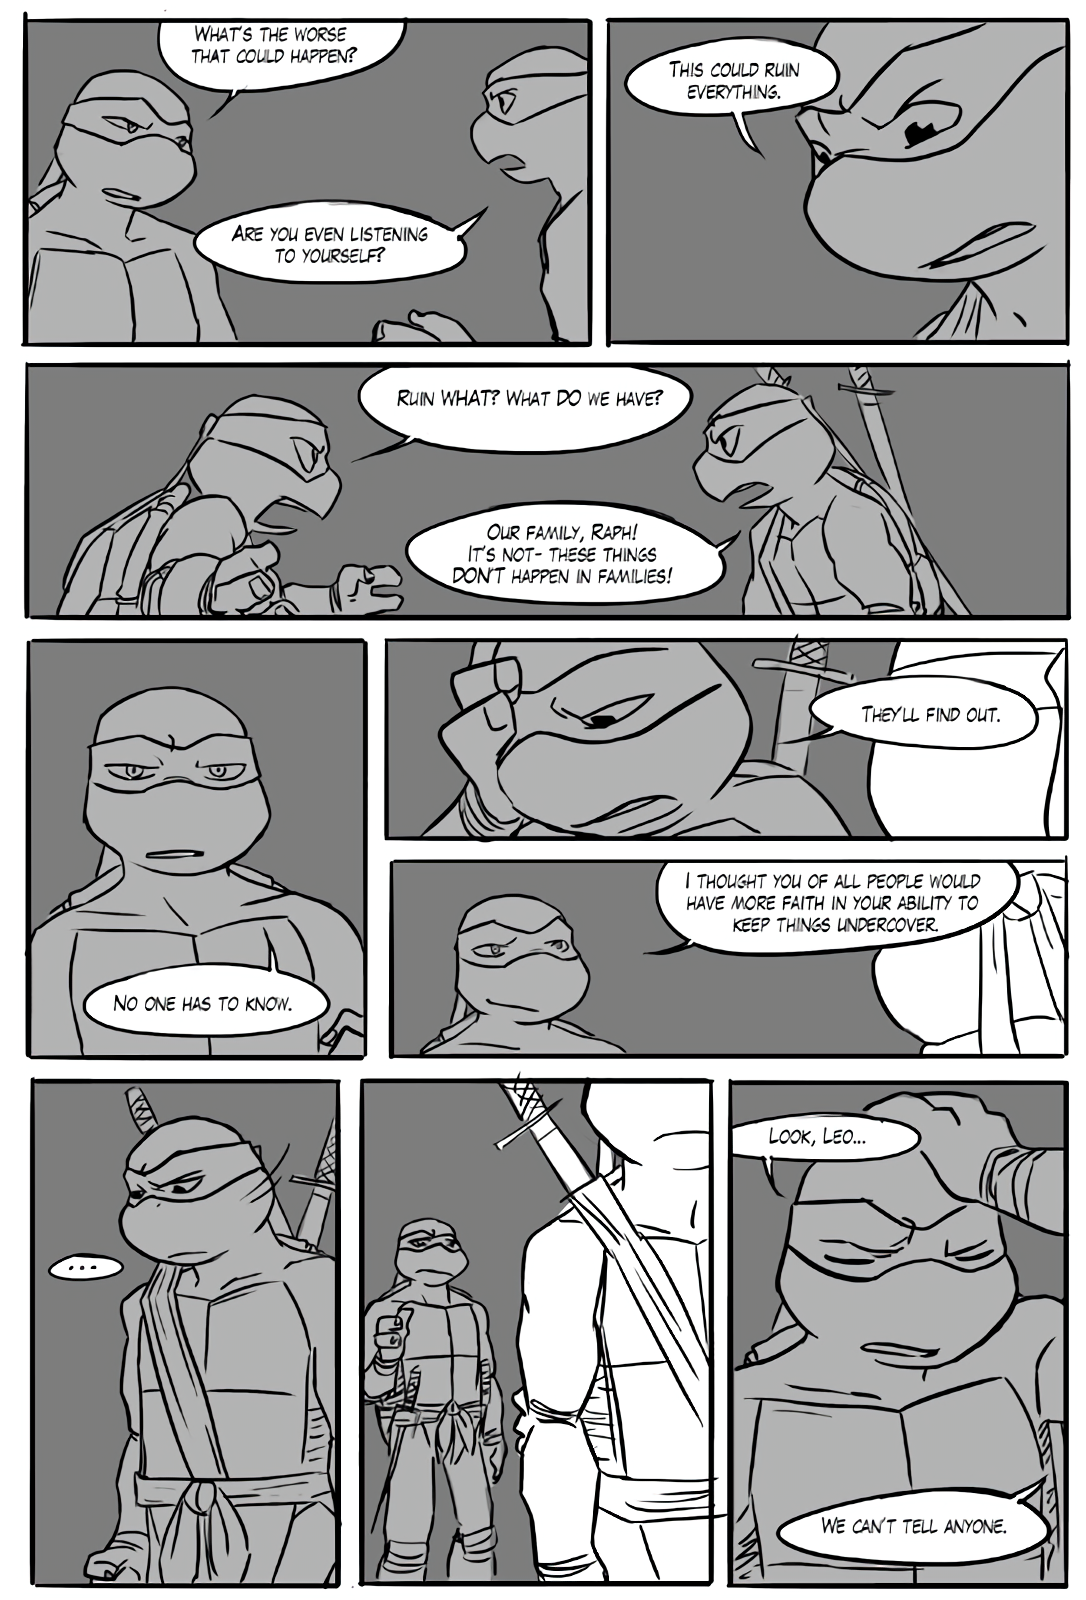 What's the worse
that could happen?
Are you even listening
to yourself?
This could ruin
everything.
Ruin WHAT? What DO we have?
Our family, Raph!
It's not- these things
DON'T happen in families!
No one has to know.
They'll find out.
I thought you of all people would
have more faith in your ability to
keep things undercover.
...
Look, Leo...
We can't tell anyone.